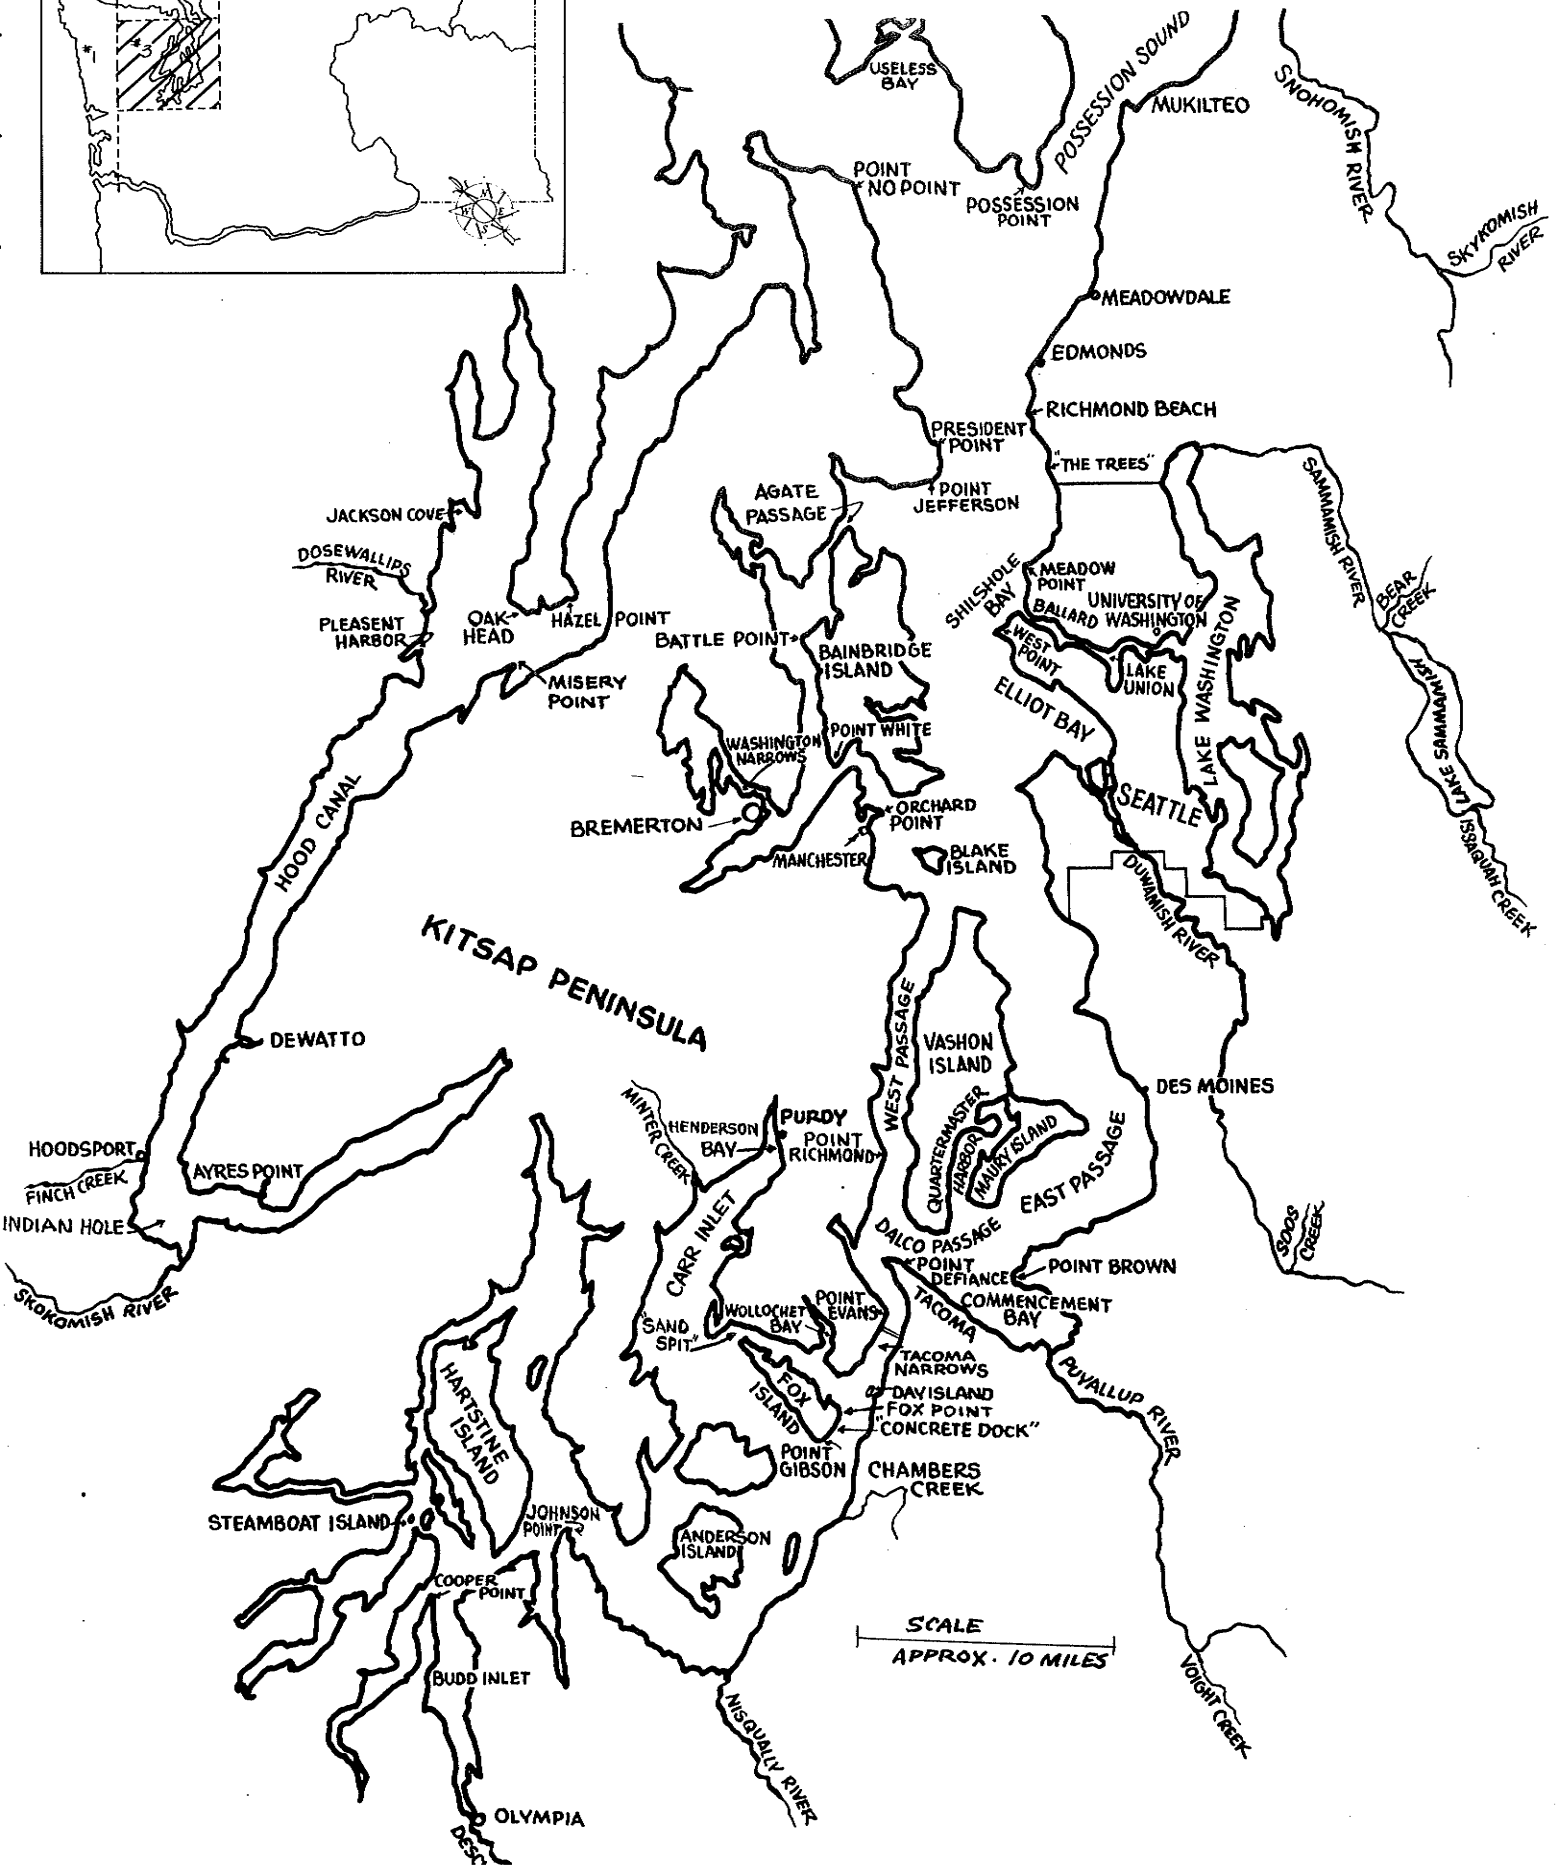 #1
#3
N
W
E
S
USELESS
BAY
POSSESSION SOUND
MUKILTEO
SNOHOMISH RIVER
POINT
NO POINT
POSSESSION
POINT
SKYKOMISH
RIVER
MEADOWDALE
EDMONDS
RICHMOND BEACH
PRESIDENT
POINT
"THE TREES"
AGATE
PASSAGE
POINT
JEFFERSON
SAMMAMISH RIVER
JACKSON COVE
DOSEWALLIPS
RIVER
SHILSHOLE
BAY
MEADOW
POINT
BEAR
CREEK
PLEASENT
HARBOR
OAK
HEAD
HAZEL POINT
BALLARD
UNIVERSITY OF
WASHINGTON
BATTLE POINT
BAINBRIDGE
ISLAND
WEST
POINT
LAKE
UNION
LAKE WASHINGTON
LAKE SAMMAMISH
MISERY
POINT
ELLIOT BAY
WASHINGTON
NARROWS
POINT WHITE
HOOD CANAL
BREMERTON
ORCHARD
POINT
SEATTLE
MANCHESTER
BLAKE
ISLAND
ISSAQUAH CREEK
DUWAMISH RIVER
KITSAP PENINSULA
WEST PASSAGE
VASHON
ISLAND
DEWATTO
DES MOINES
MINTER CREEK
HENDERSON
BAY
PURDY
POINT
RICHMOND
QUARTERMASTER
HARBOR
MAURY ISLAND
EAST PASSAGE
HOODSPORT
FINCH CREEK
AYRES POINT
INDIAN HOLE
SKOKOMISH RIVER
CARR INLET
DALCO PASSAGE
SOOS
CREEK
POINT
DEFIANCE
POINT BROWN
TACOMA
COMMENCEMENT
BAY
"SAND
SPIT"
WOLLOCHET
BAY
POINT
EVANS
TACOMA
NARROWS
PUYALLUP RIVER
HARTSTINE
ISLAND
FOX
ISLAND
DAY ISLAND
FOX POINT
"CONCRETE DOCK"
POINT
GIBSON
CHAMBERS
CREEK
STEAMBOAT ISLAND
JOHNSON
POINT
ANDERSON
ISLAND
COOPER
POINT
SCALE
APPROX. 10 MILES
BUDD INLET
VOIGHT CREEK
NISQUALLY RIVER
OLYMPIA
DESC